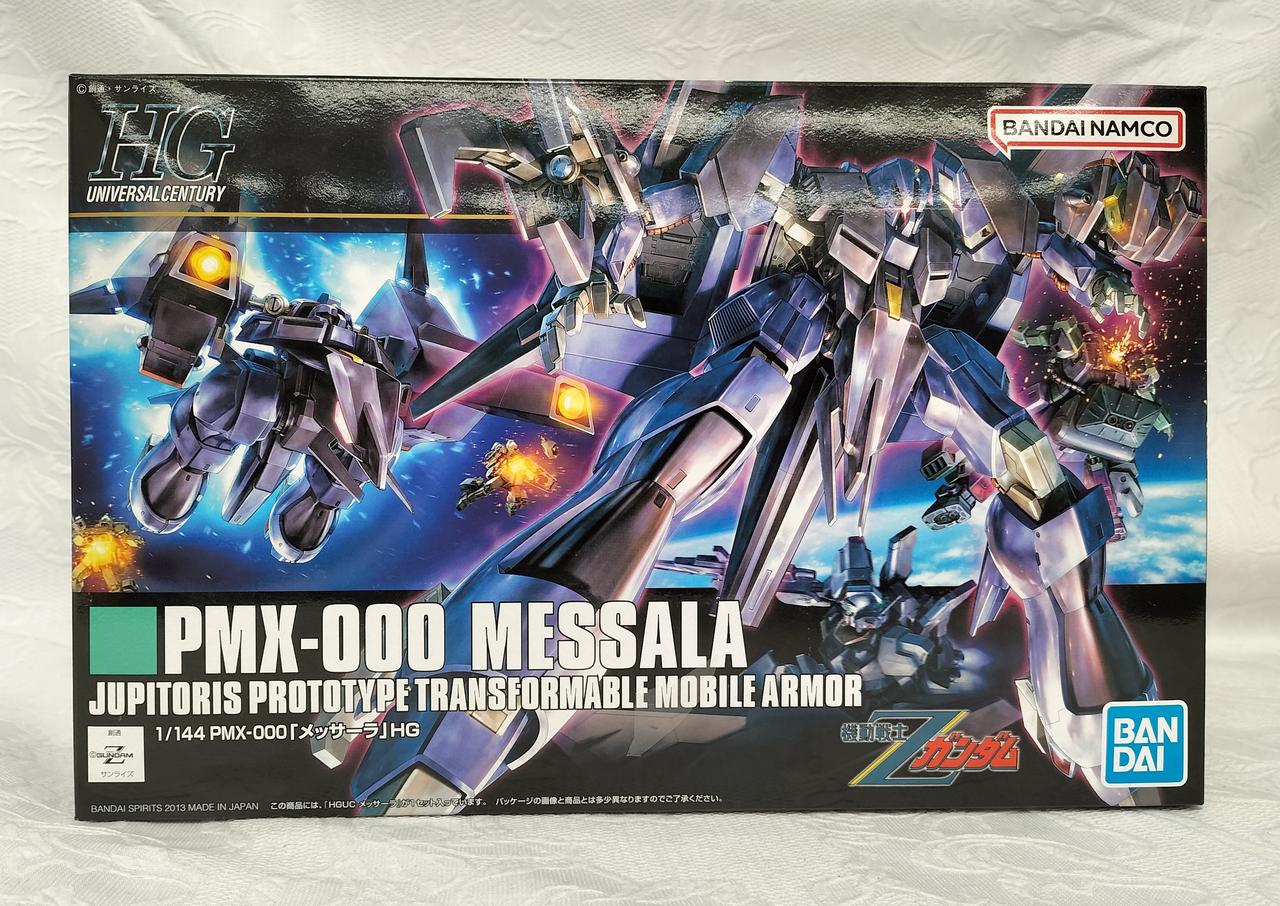 ©創通・サンライズ
HG
UNIVERSAL CENTURY
BANDAI NAMCO
PMX-000 MESSALA
JUPITORIS PROTOTYPE TRANSFORMABLE MOBILE ARMOR
1/144 PMX-000「メッサーラ」HG
創通
©GUNDAM
サンライズ
機動戦士Ζガンダム
BAN
DAI
BANDAI SPIRITS 2013 MADE IN JAPAN この商品には、「HGUC メッサーラ」が1セット入っています。 パッケージの画像と商品とは多少異なりますのでご了承ください。